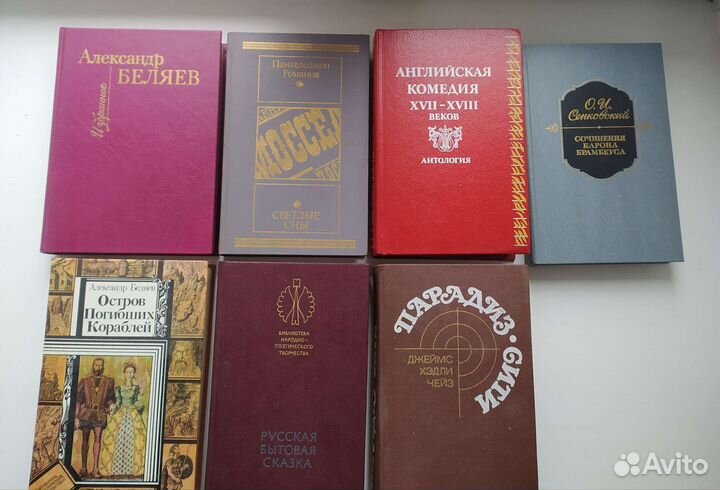 Александр
БЕЛЯЕВ
Избранное
Пантелеймон
Романов
МОССЕЛ
СВЕТЛЫЕ
СНЫ
АНГЛИЙСКАЯ
КОМЕДИЯ
XVII-XVIII
ВЕКОВ
АНТОЛОГИЯ
О.И.
Сенковский
СОЧИНЕНИЯ
БАРОНА
БРАМБЕУСА
Александр Беляев
Остров
Погибших
Кораблей
БИБЛИОТЕКА
НАРОДНО-
ПОЭТИЧЕСКОГО
ТВОРЧЕСТВА
РУССКАЯ
БЫТОВАЯ
СКАЗКА
ПАРАДИЗ·СИТИ
ДЖЕЙМС
ХЭДЛИ
ЧЕЙЗ
Avito